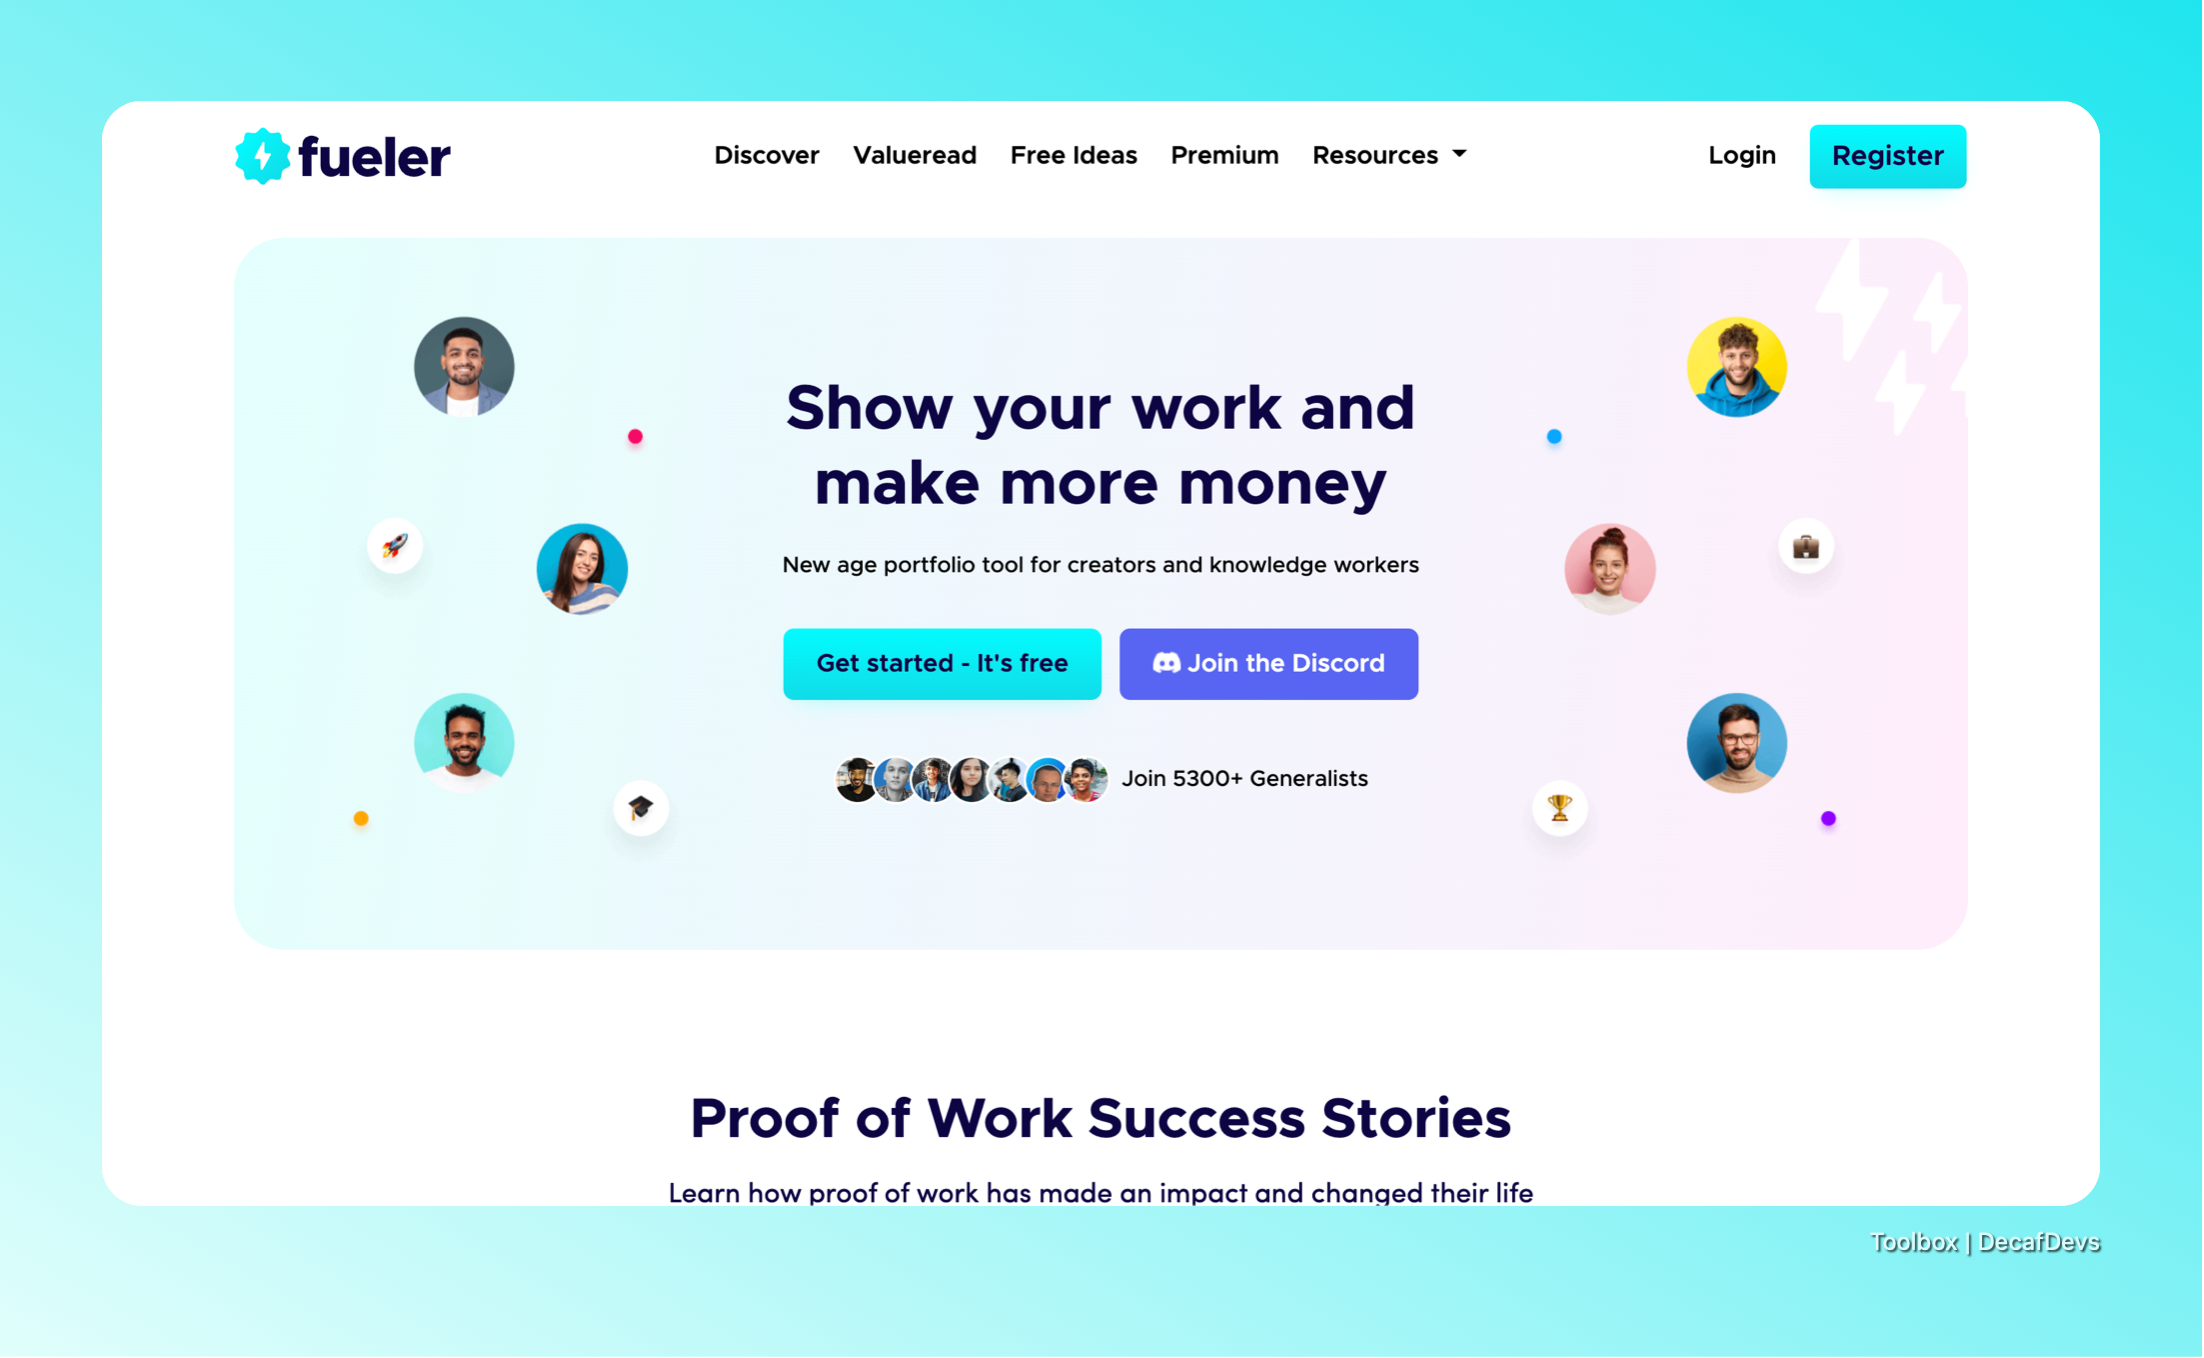 fueler
Discover Valueread Free Ideas Premium Resources
Login Register
Show your work and
make more money
New age portfolio tool for creators and knowledge workers
Get started - It's free
Join the Discord
Join 5300+ Generalists
Proof of Work Success Stories
Learn how proof of work has made an impact and changed their life
Toolbox | DecafDevs